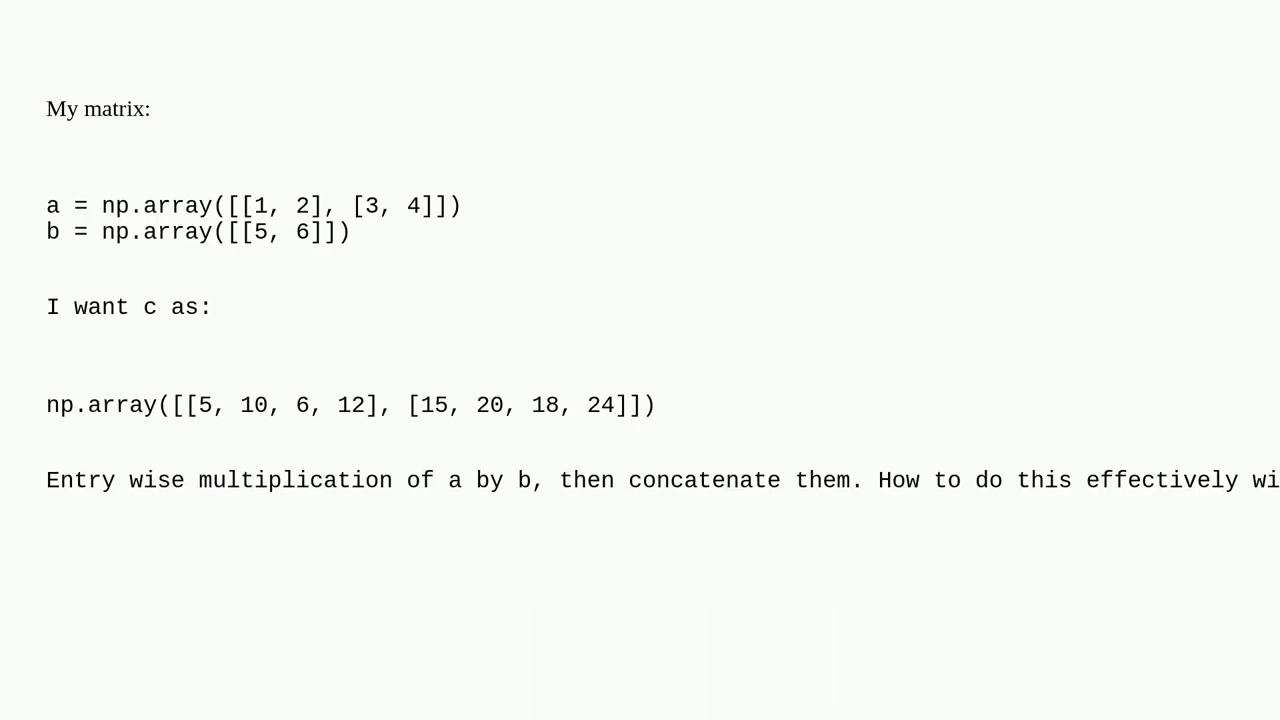 My matrix:
a = np.array([[1, 2], [3, 4]])
b = np.array([[5, 6]])
I want c as:
np.array([[5, 10, 6, 12], [15, 20, 18, 24]])
Entry wise multiplication of a by b, then concatenate them. How to do this effectively